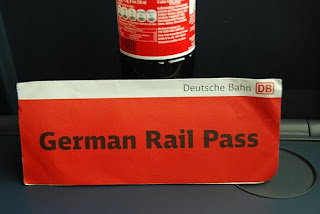 Deutsche Bahn DB
German Rail Pass